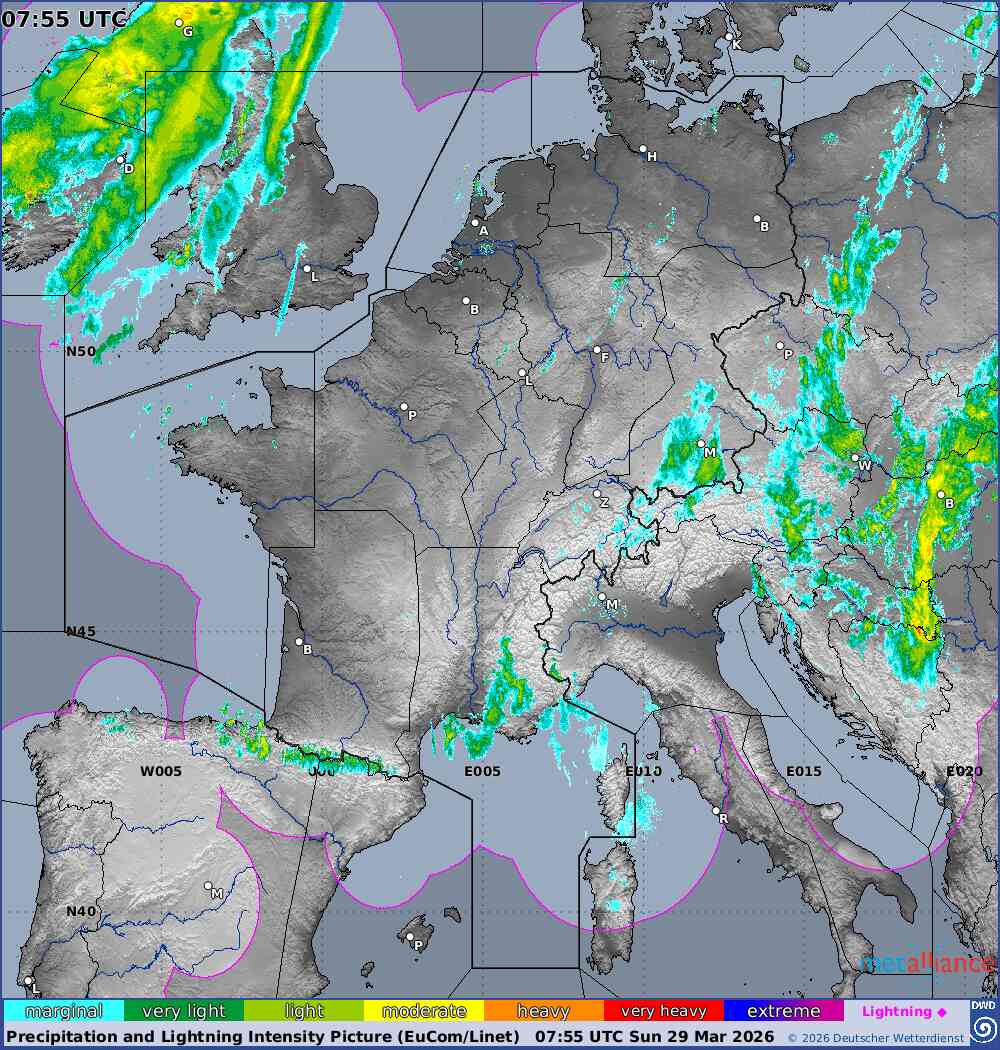 07:55 UTC
G
K
D
H
A
B
L
B
N50
F
P
L
P
M
W
Z
B
M
N45
B
W005
000
E005
E010
E015
E020
R
M
N40
P
L
metalliance
marginal very light light moderate heavy very heavy extreme Lightning ◆ DWD
Precipitation and Lightning Intensity Picture (EuCom/Linet) 07:55 UTC Sun 29 Mar 2026 © 2026 Deutscher Wetterdienst